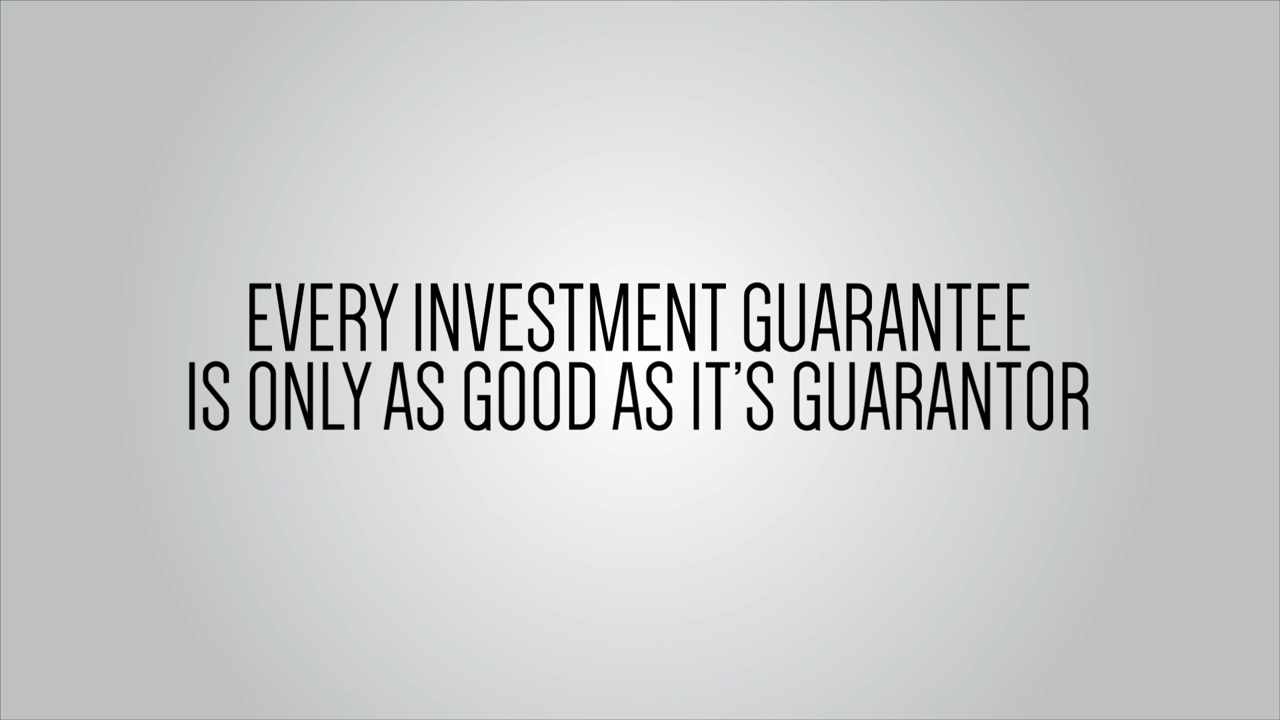 EVERY INVESTMENT GUARANTEE
IS ONLY AS GOOD AS IT’S GUARANTOR